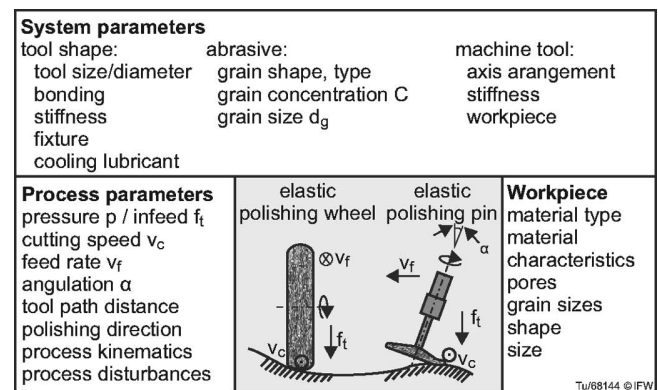 System parameters
tool shape: abrasive: machine tool:
tool size/diameter grain shape, type axis arangement
bonding grain concentration C stiffness
stiffness grain size dg workpiece
fixture
cooling lubricant
Process parameters
pressure p / infeed ft
cutting speed vc
feed rate vf
angulation α
tool path distance
polishing direction
process kinematics
process disturbances
elastic
polishing wheel
vf
ft
vc
elastic
polishing pin
α
vf
ft
vc
Workpiece
material type
material
characteristics
pores
grain sizes
shape
size
Tu/68144 © IFW